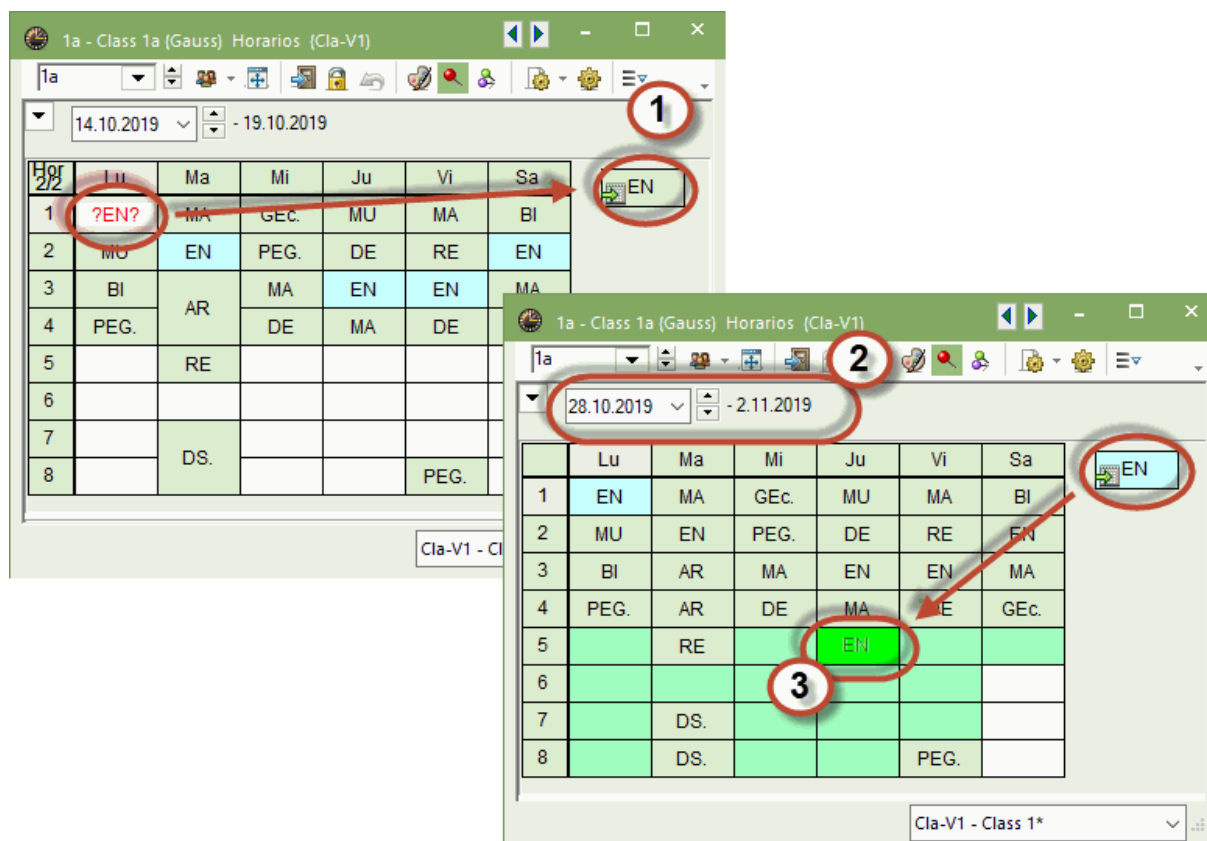 1a - Class 1a (Gauss) Horarios (Cla-V1)
1a
1
14.10.2019 - 19.10.2019
Hor 2/2 Lu Ma Mi Ju Vi Sa
EN
1 ?EN? MA GEc. MU MA BI
2 MU EN PEG. DE RE EN
3 BI AR MA EN EN MA
4 PEG. DE MA DE
5 RE
6
7 DS.
8 PEG.
Cla-V1 - Cl
1a - Class 1a (Gauss) Horarios (Cla-V1)
1a
2
28.10.2019 - 2.11.2019
Lu Ma Mi Ju Vi Sa
EN
1 EN MA GEc. MU MA BI
2 MU EN PEG. DE RE EN
3 BI AR MA EN EN MA
4 PEG. AR DE MA DE GEc.
5 RE EN
6
3
7 DS.
8 DS. PEG.
Cla-V1 - Class 1*